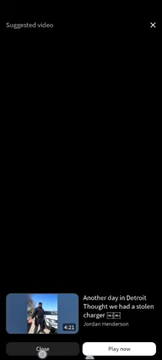 Suggested video
Another day in Detroit
Thought we had a stolen
charger
4:21
Jordan Henderson
Close
Play now